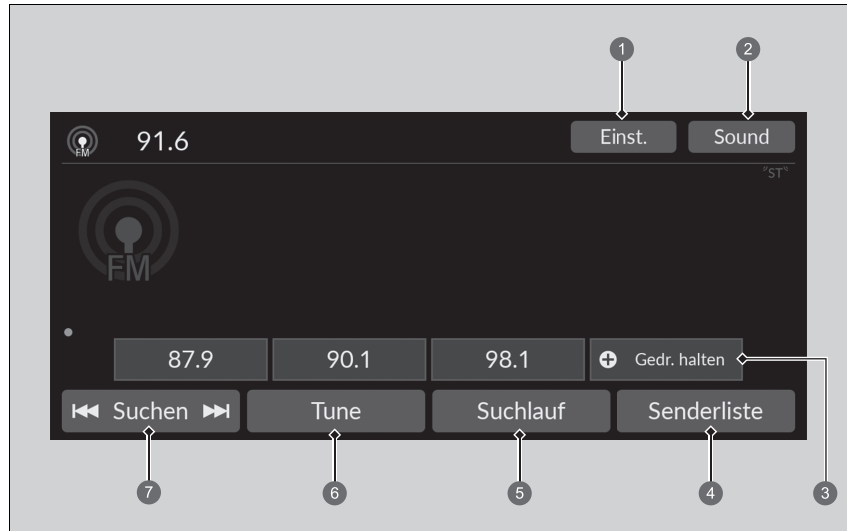 1 2
FM 91.6 Einst. Sound
"ST"
FM
87.9 90.1 98.1 Gedr. halten
Suchen Tune Suchlauf Senderliste
7 6 5 4 3